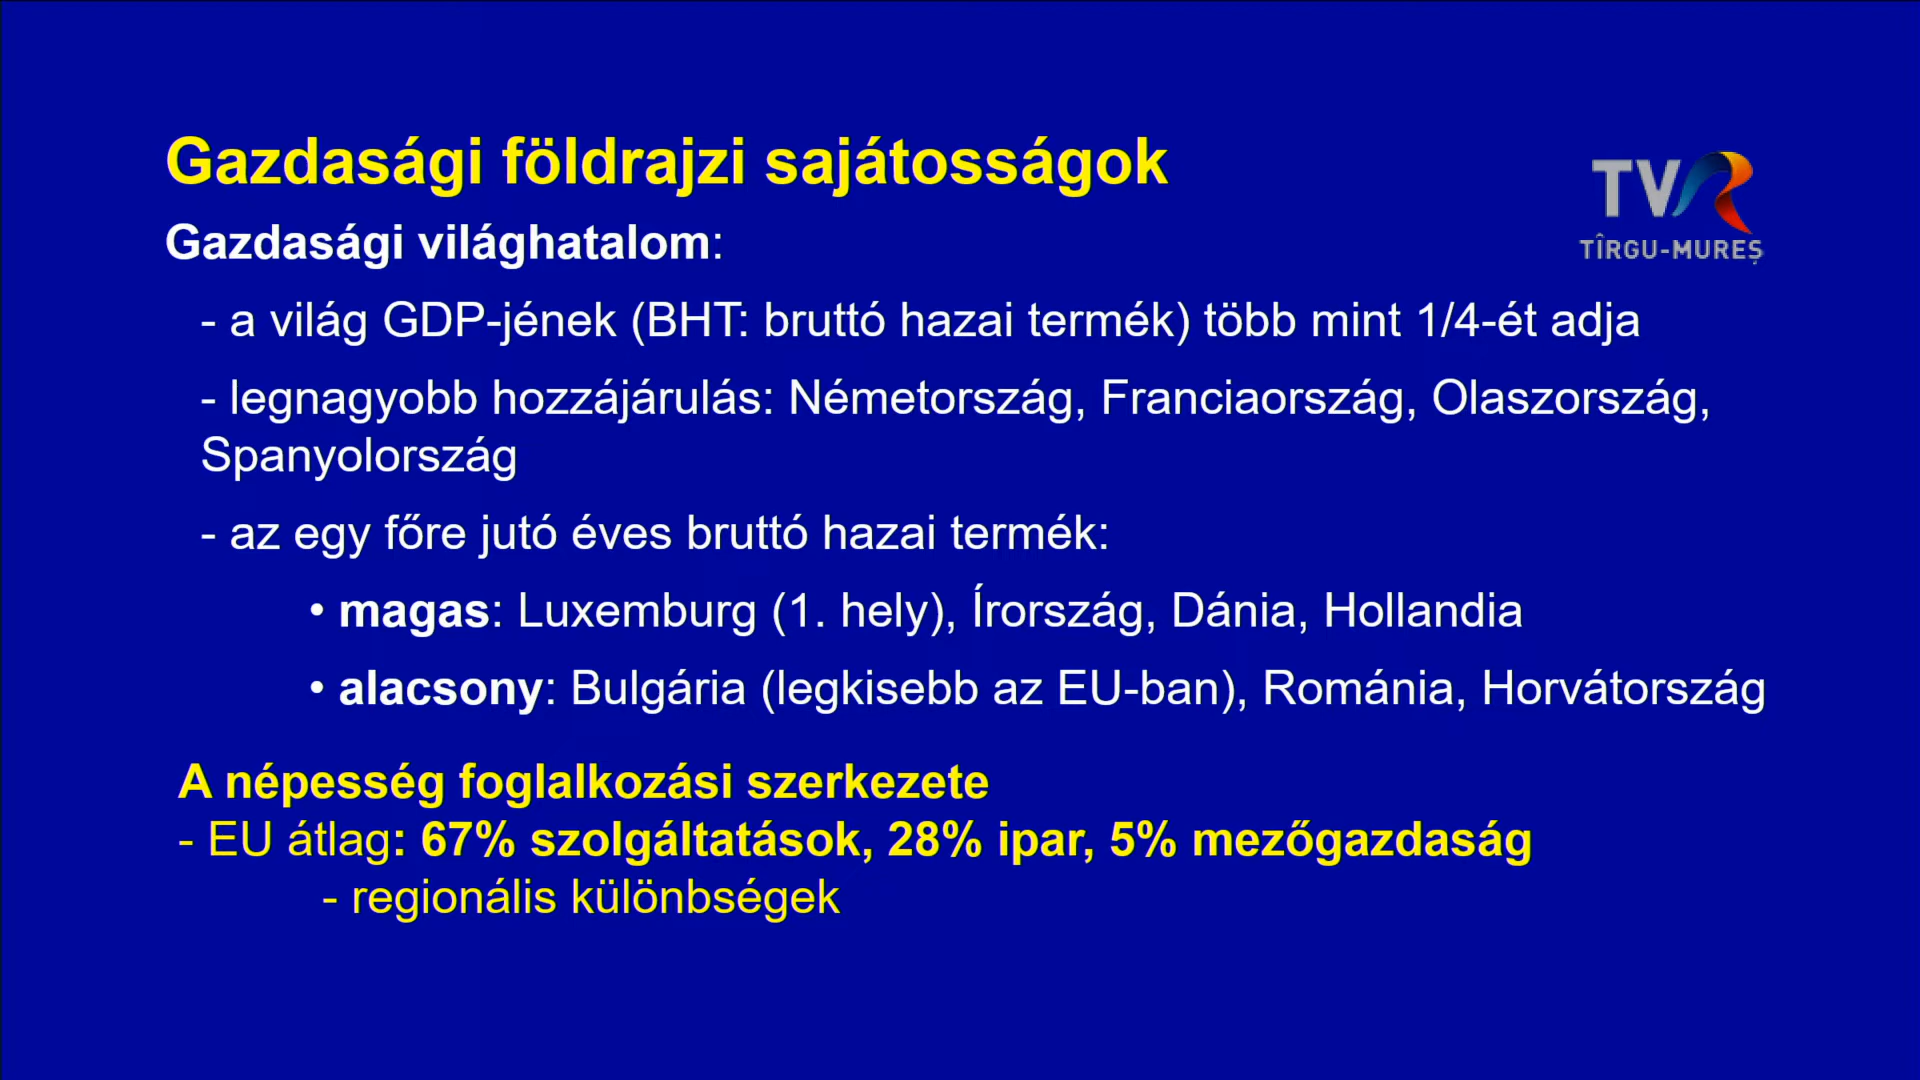 Gazdasági földrajzi sajátosságok
TVR
TÎRGU-MUREȘ
Gazdasági világhatalom:
- a világ GDP-jének (BHT: bruttó hazai termék) több mint 1/4-ét adja
- legnagyobb hozzájárulás: Németország, Franciaország, Olaszország,
Spanyolország
- az egy főre jutó éves bruttó hazai termék:
• magas: Luxemburg (1. hely), Írország, Dánia, Hollandia
• alacsony: Bulgária (legkisebb az EU-ban), Románia, Horvátország
A népesség foglalkozási szerkezete
- EU átlag: 67% szolgáltatások, 28% ipar, 5% mezőgazdaság
- regionális különbségek